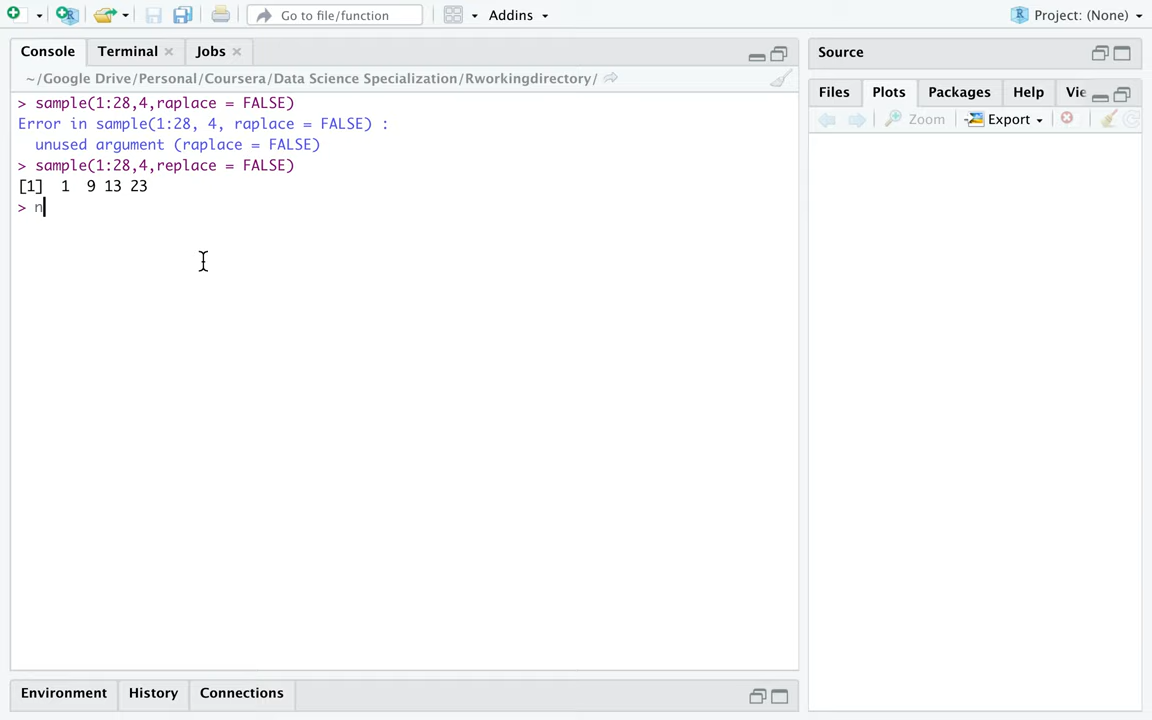 Go to file/function
Addins
Project: (None)
Console
Terminal
Jobs
Source
~/Google Drive/Personal/Coursera/Data Science Specialization/Rworkingdirectory/
Files
Plots
Packages
Help
Vie
Zoom
Export
> sample(1:28,4,raplace = FALSE)
Error in sample(1:28, 4, raplace = FALSE) :
  unused argument (raplace = FALSE)
> sample(1:28,4,replace = FALSE)
[1]  1  9 13 23
> n
Environment
History
Connections